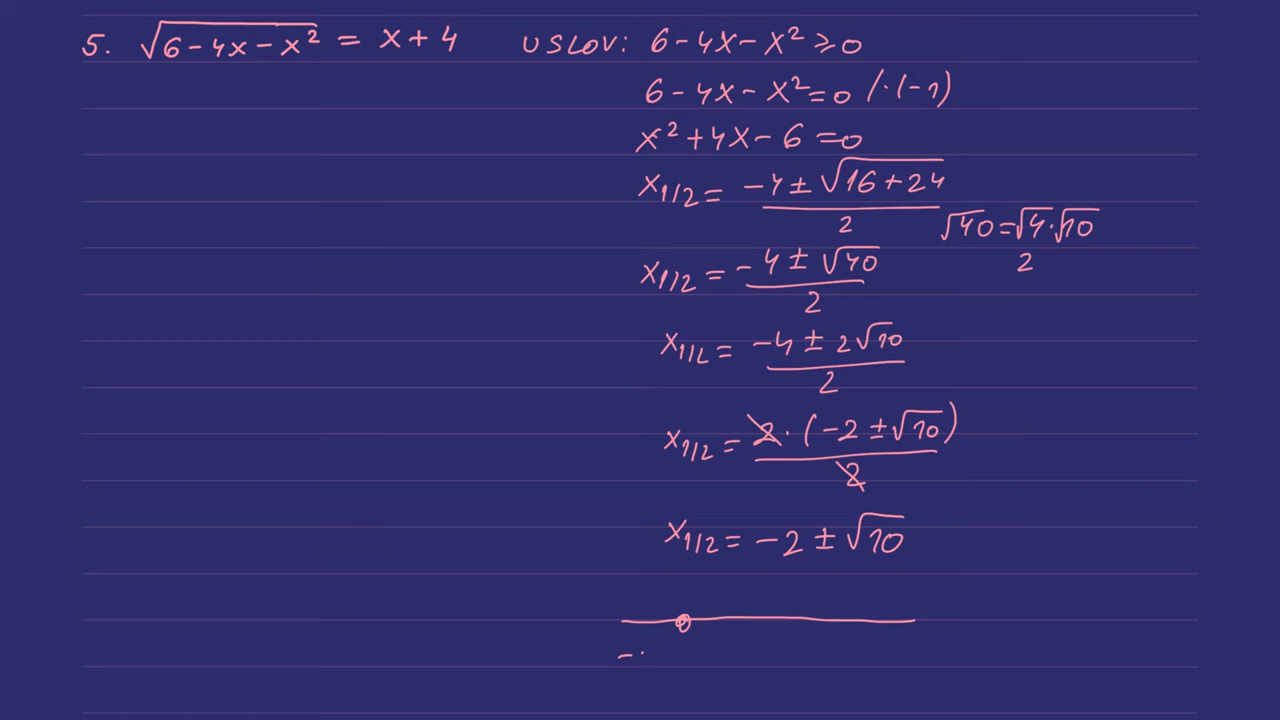 5. √(6-4x-x²) = x+4 USLOV: 6-4x-x² ≥ 0
6-4x-x² = 0 /·(-1)
x²+4x-6 = 0
x1/2 = (-4 ± √(16+24))/2
√40 = √4·√10
2
x1/2 = (-4 ± √40)/2
x1/2 = (-4 ± 2√10)/2
x1/2 = 2·(-2 ± √10)/2
x1/2 = -2 ± √10
-